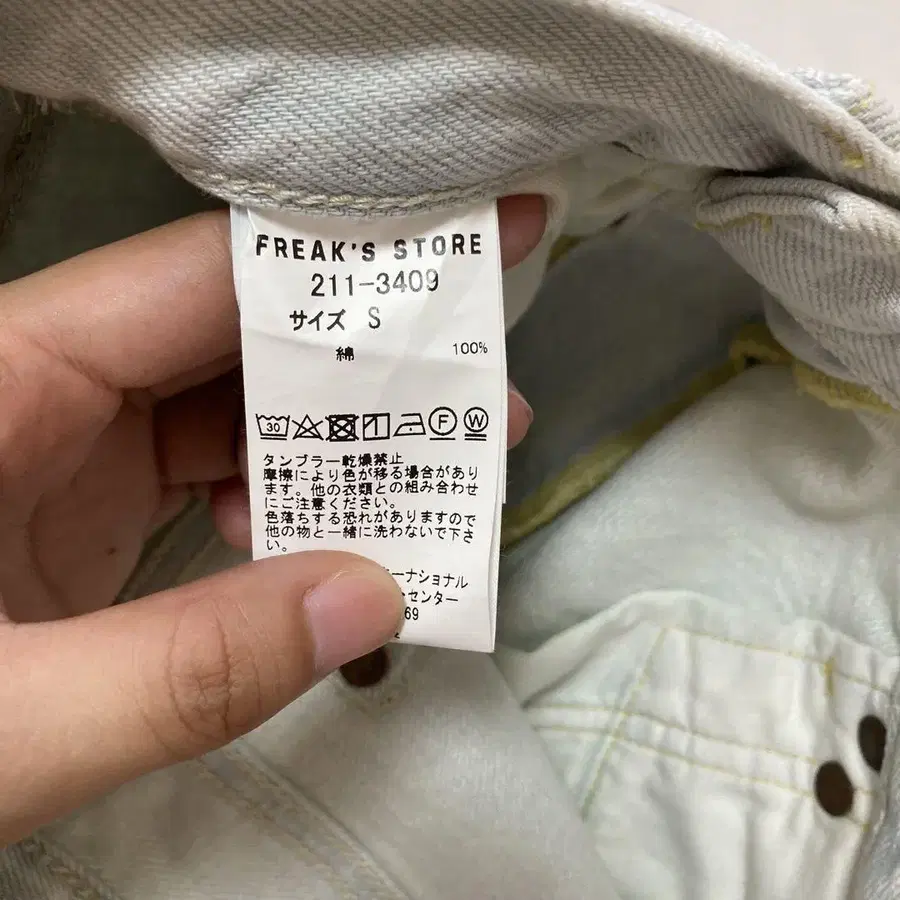 FREAK'S STORE
211-3409
サイズ S
綿 100%
30
F W
タンブラー乾燥禁止
摩擦により色が移る場合があり
ます。他の衣類との組み合わせ
にご注意ください。
色落ちする恐れがありますので
他の物と一緒に洗わないで下さ
い。
ーナショナル
センター
69